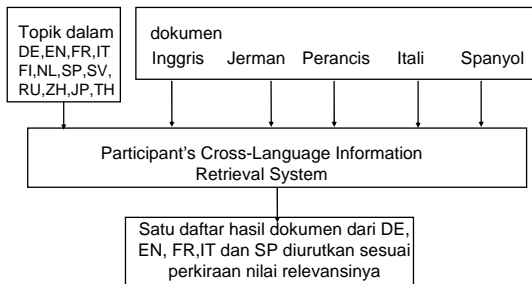 Topik dalam
DE,EN,FR,IT
FI,NL,SP,SV,
RU,ZH,JP,TH
dokumen
Inggris Jerman Perancis Itali Spanyol
Participant's Cross-Language Information
Retrieval System
Satu daftar hasil dokumen dari DE,
EN, FR,IT dan SP diurutkan sesuai
perkiraan nilai relevansinya